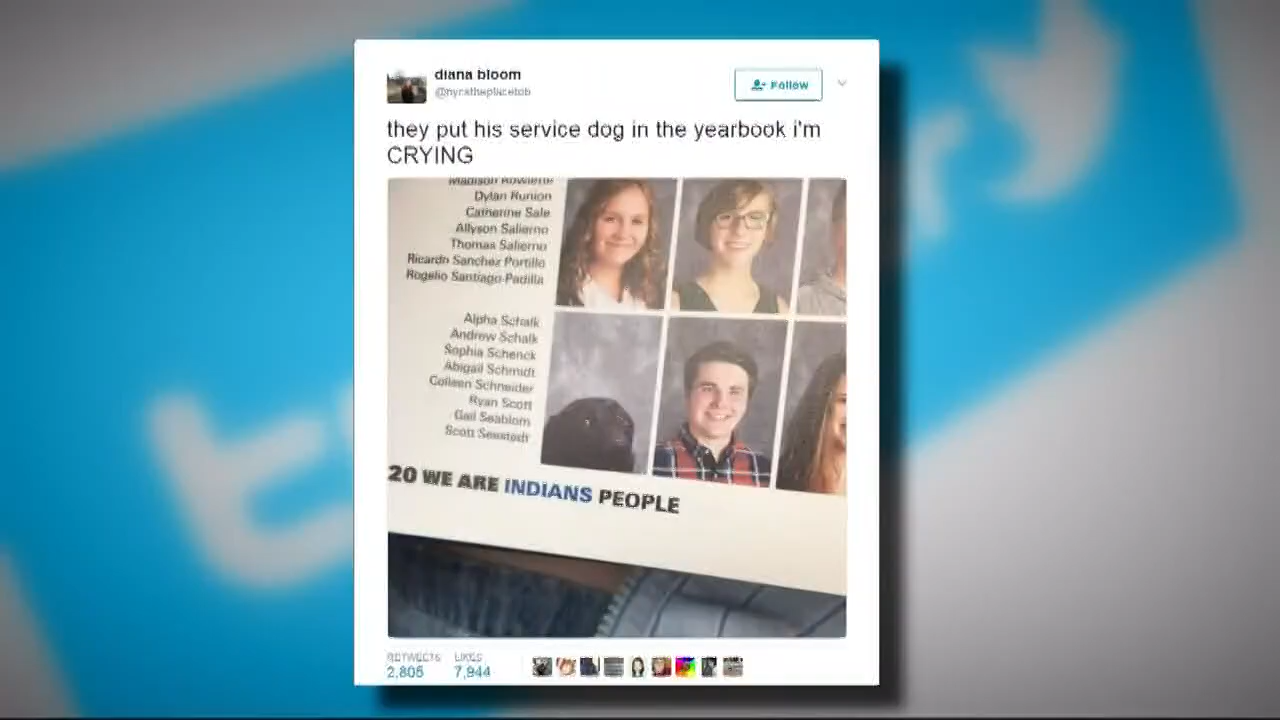 diana bloom
Follow
they put his service dog in the yearbook i'm
CRYING
Dylan Runion
Catherine Sale
Allyson Salierno
Thomas Salierno
Ricardo Sanchez Portillo
Rogelio Santiago-Padilla
Alpha Schalk
Andrew Schalk
Sophia Schenck
Abigail Schmidt
Colleen Schneider
Ryan Scott
Gail Seablom
Scott
20 WE ARE INDIANS PEOPLE
RETWEETS LIKES
2,805 7,944